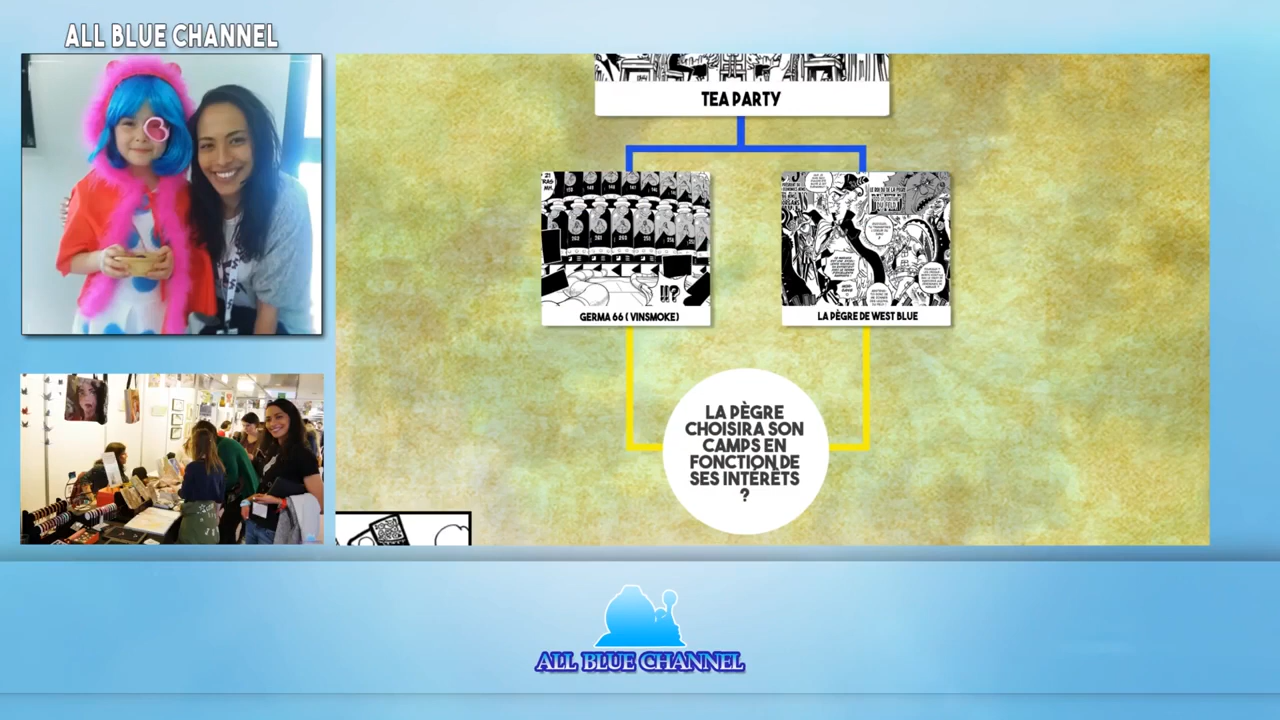 ALL BLUE CHANNEL
TEA PARTY
!!?
GERMA 66 ( VINSMOKE)
LA PÈGRE DE WEST BLUE
LA PÈGRE
CHOISIRA SON
CAMPS EN
FONCTION DE
SES INTÉRÊTS
?
ALL BLUE CHANNEL